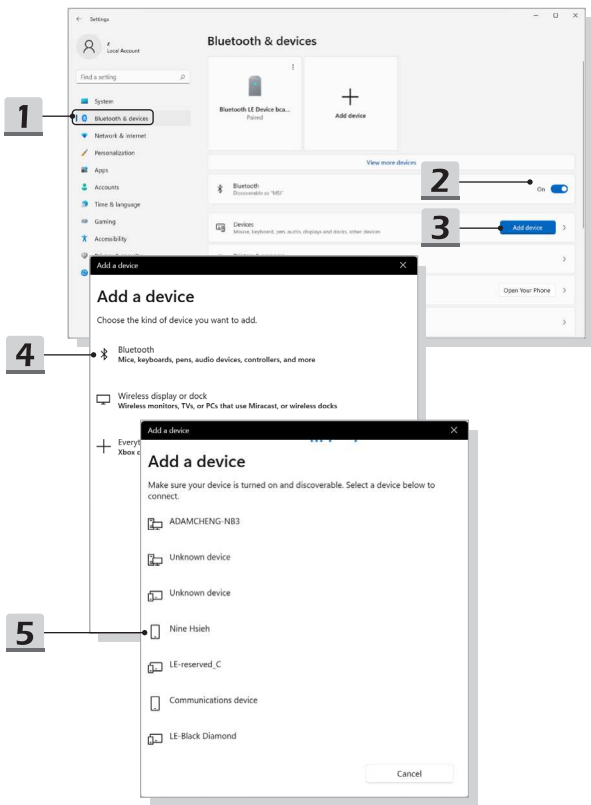 Settings
z
Local Account
Find a setting
System
Bluetooth & devices
Network & internet
Personalization
Apps
Accounts
Time & language
Gaming
Accessibility
Bluetooth & devices
Bluetooth LE Device bca...
Paired
Add device
View more devices
Bluetooth
Discoverable as "MSI"
On
Devices
Mouse, keyboard, pen, audio, displays and docks, other devices
Add device
Open Your Phone
1
2
3
Add a device
Add a device
Choose the kind of device you want to add.
4
Bluetooth
Mice, keyboards, pens, audio devices, controllers, and more
Wireless display or dock
Wireless monitors, TVs, or PCs that use Miracast, or wireless docks
Everyt
Xbox c
Add a device
Add a device
Make sure your device is turned on and discoverable. Select a device below to
connect.
ADAMCHENG-NB3
Unknown device
Unknown device
5
Nine Hsieh
LE-reserved_C
Communications device
LE-Black Diamond
Cancel